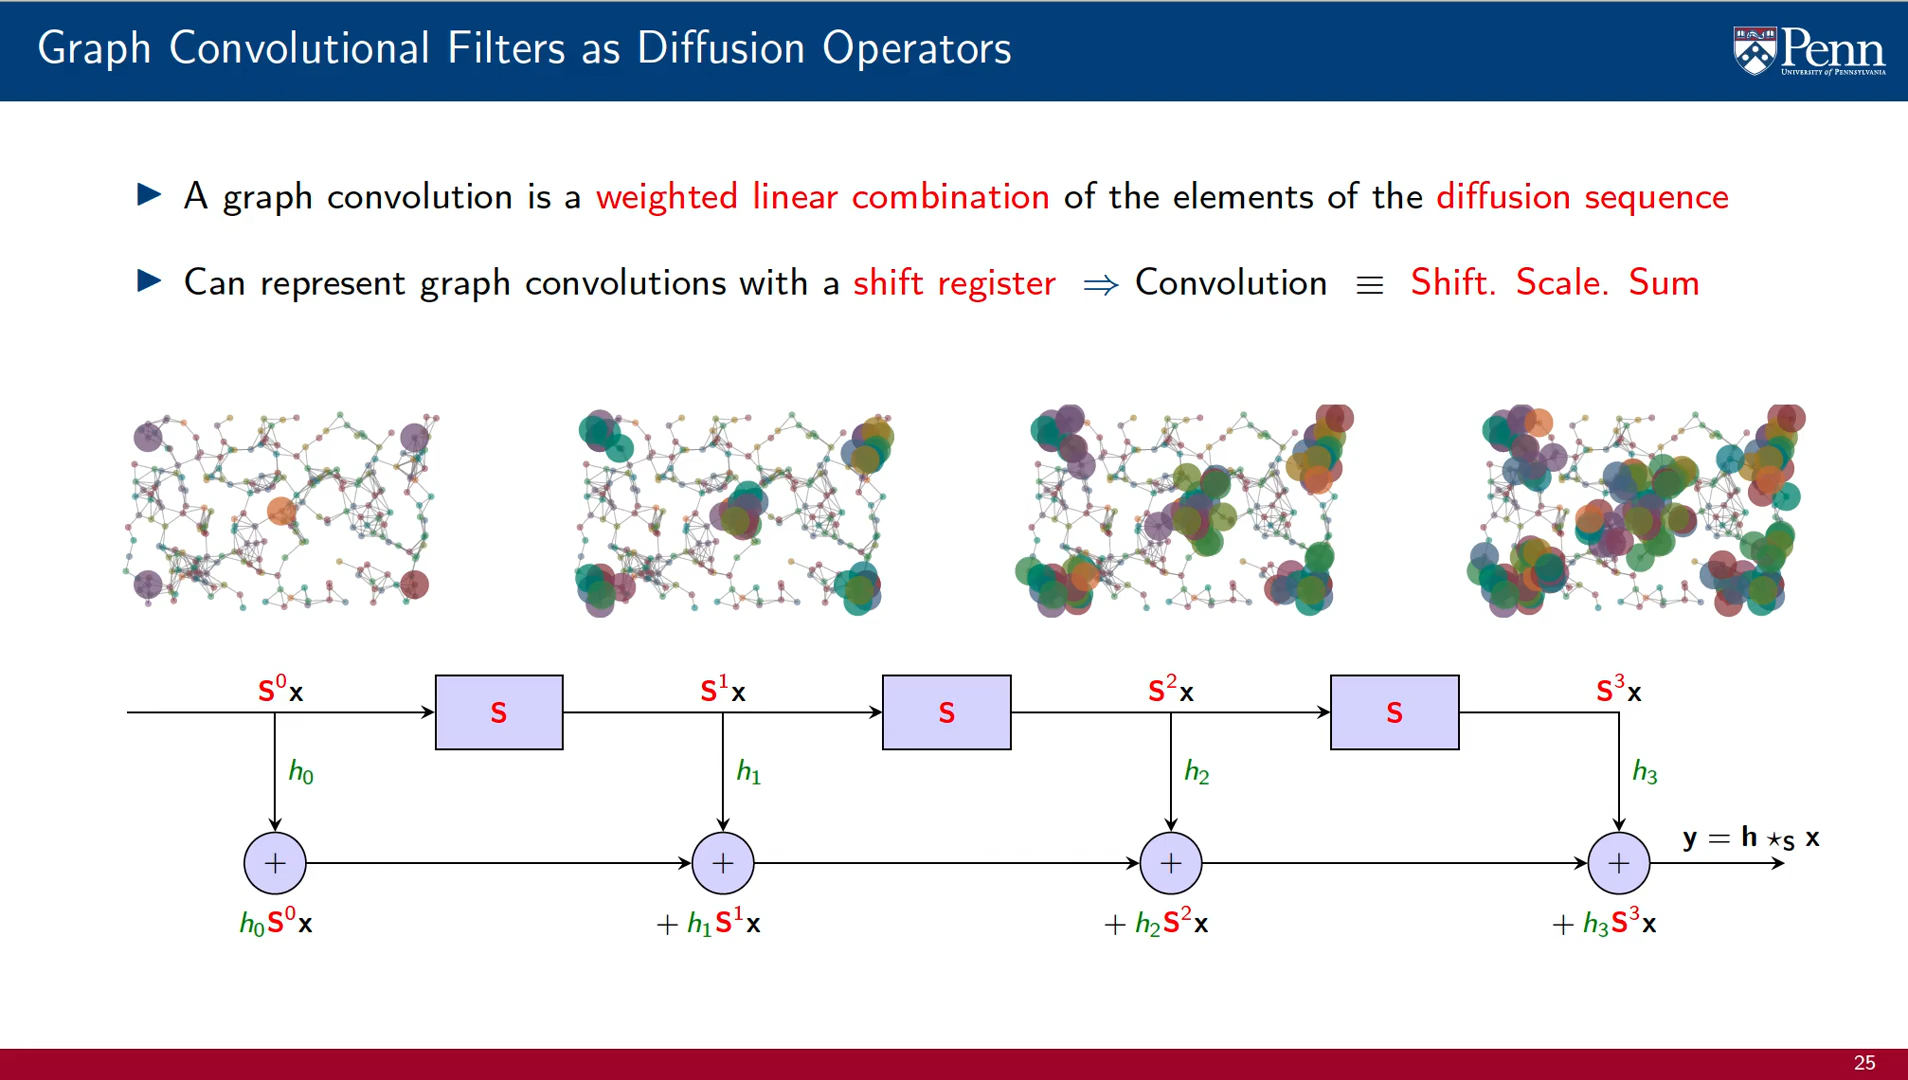 Graph Convolutional Filters as Diffusion Operators
Penn
UNIVERSITY of PENNSYLVANIA
▶ A graph convolution is a weighted linear combination of the elements of the diffusion sequence
▶ Can represent graph convolutions with a shift register ⇒ Convolution ≡ Shift. Scale. Sum
S⁰x S¹x S²x S³x
S S S
h₀ h₁ h₂ h₃
y = h ⋆_S x
+ + + +
h₀S⁰x + h₁S¹x + h₂S²x + h₃S³x
25